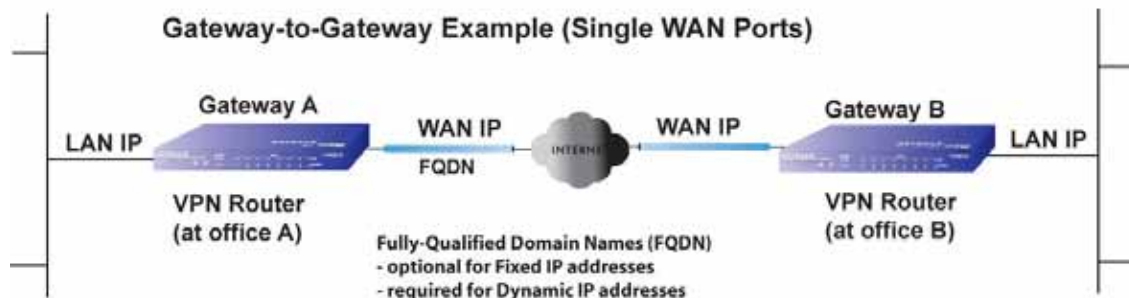 Gateway-to-Gateway Example (Single WAN Ports)
Gateway A
Gateway B
LAN IP
WAN IP
WAN IP
LAN IP
FQDN
INTERNE
VPN Router
(at office A)
VPN Router
(at office B)
Fully-Qualified Domain Names (FQDN)
- optional for Fixed IP addresses
- required for Dynamic IP addresses